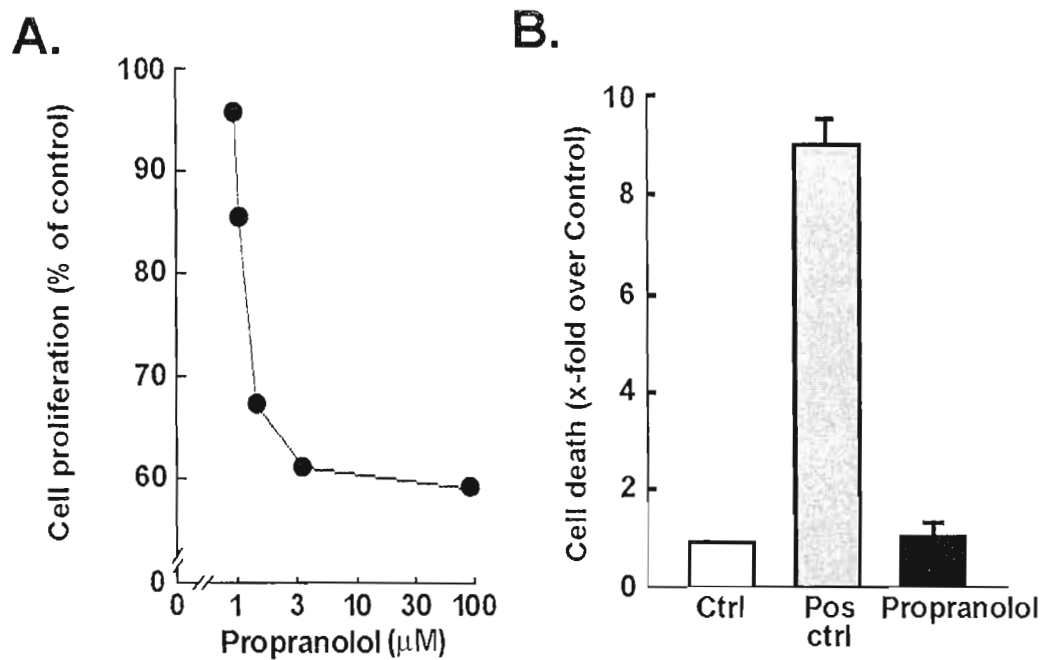 A.
Cell proliferation (% of control)
100
90
80
70
60
0
0 1 3 10 30 100
Propranolol (μM)
B.
Cell death (x-fold over Control)
10
8
6
4
2
0
Ctrl Pos Propranolol
ctrl